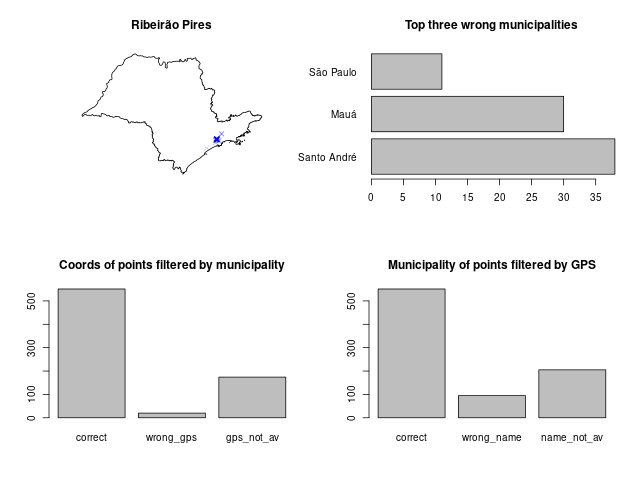 Ribeirão Pires
Top three wrong municipalities
São Paulo
Mauá
Santo André
0 5 10 15 20 25 30 35
Coords of points filtered by municipality
500
300
100
0
correct wrong_gps gps_not_av
Municipality of points filtered by GPS
500
300
100
0
correct wrong_name name_not_av